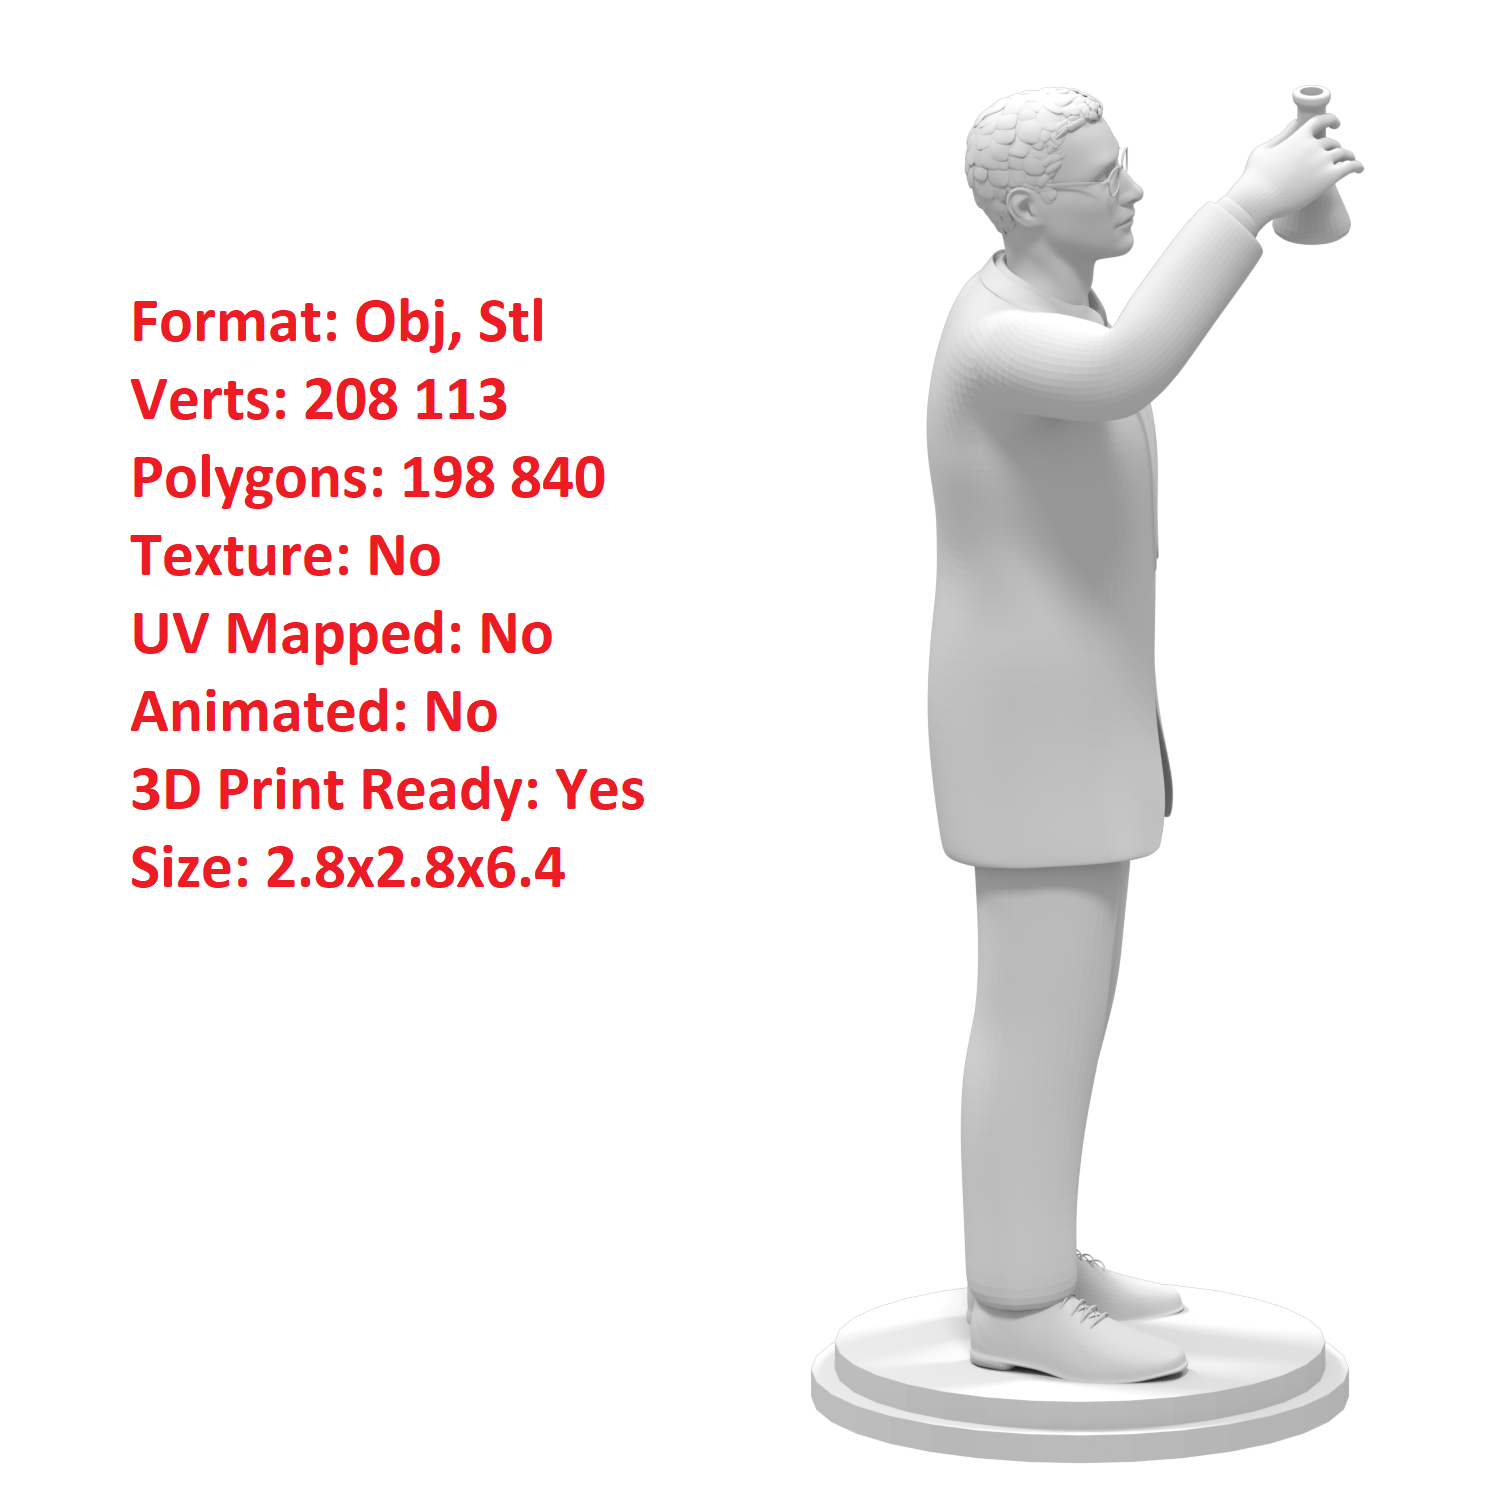 Format: Obj, Stl
Verts: 208 113
Polygons: 198 840
Texture: No
UV Mapped: No
Animated: No
3D Print Ready: Yes
Size: 2.8x2.8x6.4